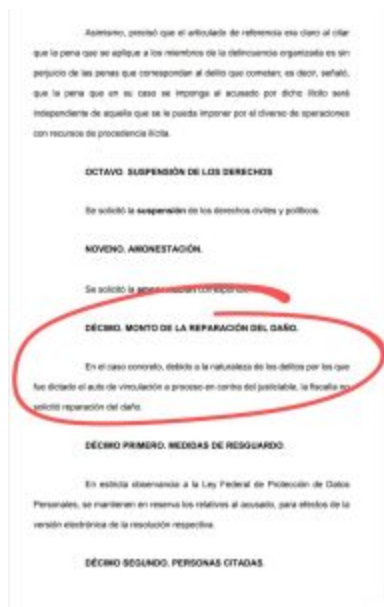 Asimismo, precisó que el articulado de referencia era claro al citar
que la pena que se aplique a los miembros de la delincuencia organizada es sin
perjuicio de las penas que correspondan al delito que cometan; es decir, señaló,
que la pena que en su caso se imponga al acusado por dicho ilícito será
independiente de aquella que se le pueda imponer por el diverso de operaciones
con recursos de procedencia ilícita.
OCTAVO. SUSPENSIÓN DE LOS DERECHOS
Se solicitó la suspensión de los derechos civiles y políticos.
NOVENO. AMONESTACIÓN.
Se solicitó la
DÉCIMO. MONTO DE LA REPARACIÓN DEL DAÑO.
En el caso concreto, debido a la naturaleza de los delitos por los que
fue dictado el auto de vinculación a proceso en contra del justiciable, la fiscalía no
solicitó reparación del daño.
DÉCIMO PRIMERO. MEDIDAS DE RESGUARDO.
En estricta observancia a la Ley Federal de Protección de Datos
Personales, se mantienen en reserva los relativos al acusado, para efectos de la
versión electrónica de la resolución respectiva.
DÉCIMO SEGUNDO. PERSONAS CITADAS.